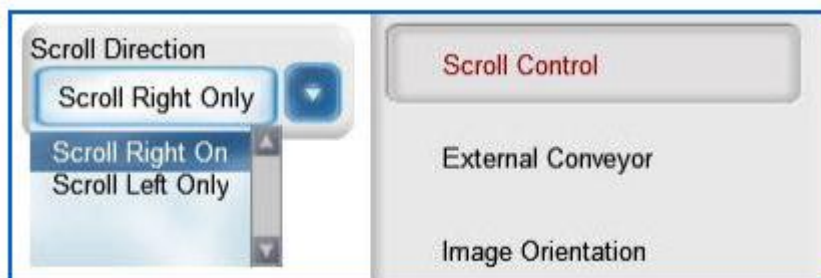 Scroll Direction
Scroll Right Only
Scroll Right On
Scroll Left Only
Scroll Control
External Conveyor
Image Orientation